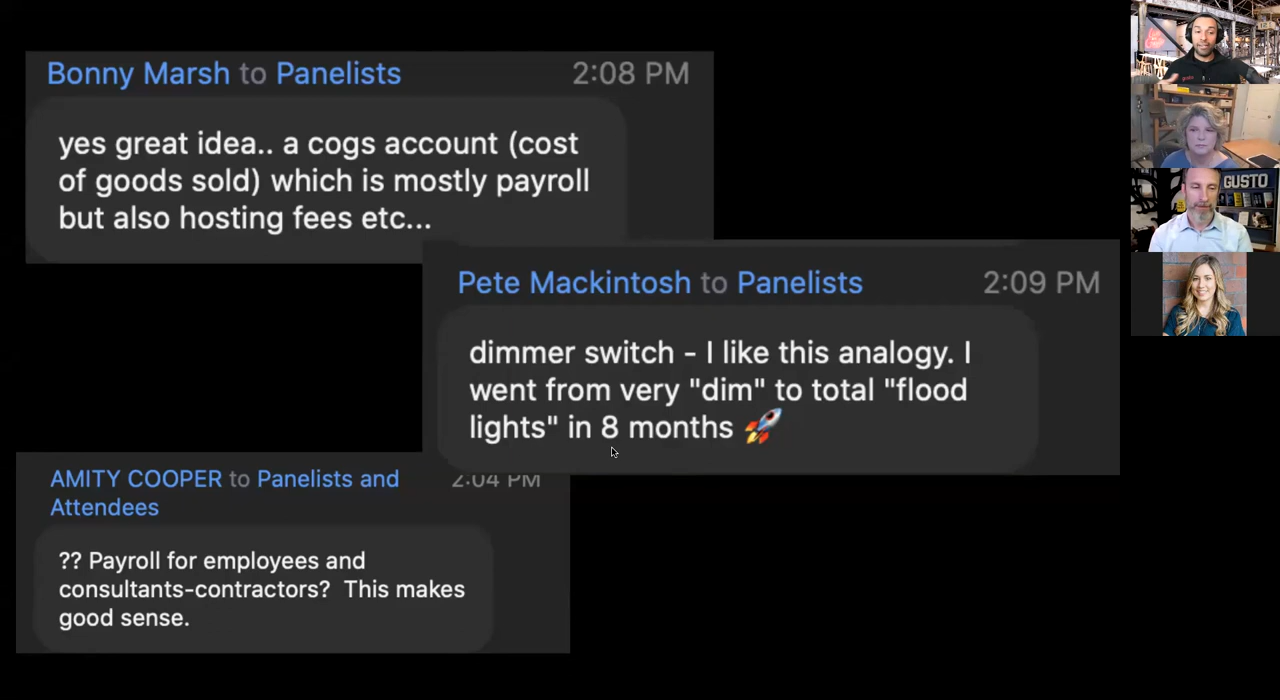 Bonny Marsh to Panelists 2:08 PM
yes great idea.. a cogs account (cost
of goods sold) which is mostly payroll
but also hosting fees etc...
Pete Mackintosh to Panelists 2:09 PM
dimmer switch - I like this analogy. I
went from very "dim" to total "flood
lights" in 8 months 🚀
AMITY COOPER to Panelists and 2:04 PM
Attendees
?? Payroll for employees and
consultants-contractors? This makes
good sense.
GUSTO